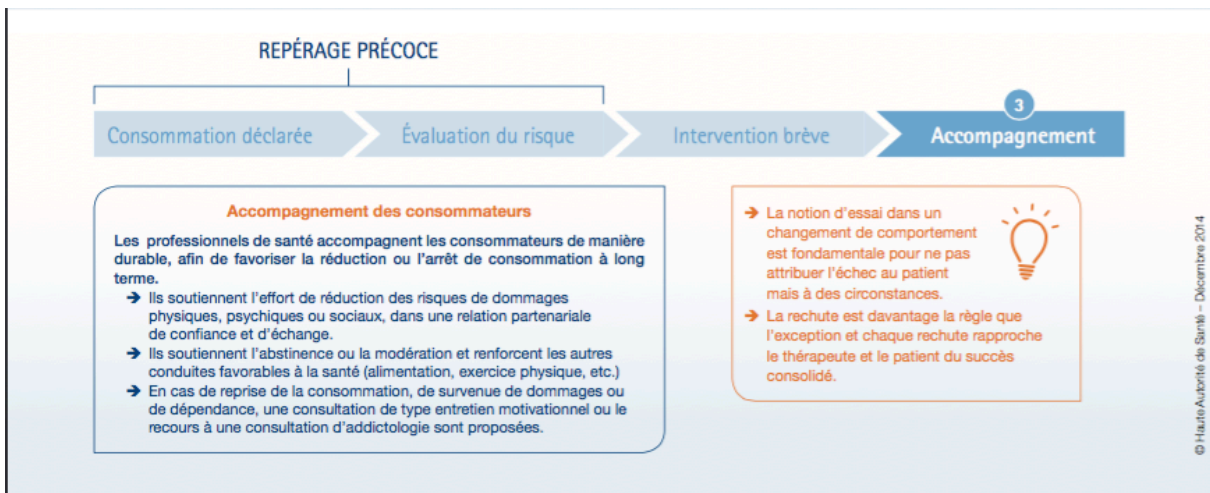 REPÉRAGE PRÉCOCE
Consommation déclarée
Évaluation du risque
Intervention brève
3
Accompagnement
Accompagnement des consommateurs
Les professionnels de santé accompagnent les consommateurs de manière
durable, afin de favoriser la réduction ou l'arrêt de consommation à long
terme.
➔ Ils soutiennent l'effort de réduction des risques de dommages
physiques, psychiques ou sociaux, dans une relation partenariale
de confiance et d'échange.
➔ Ils soutiennent l'abstinence ou la modération et renforcent les autres
conduites favorables à la santé (alimentation, exercice physique, etc.)
➔ En cas de reprise de la consommation, de survenue de dommages ou
de dépendance, une consultation de type entretien motivationnel ou le
recours à une consultation d'addictologie sont proposées.
➔ La notion d'essai dans un
changement de comportement
est fondamentale pour ne pas
attribuer l'échec au patient
mais à des circonstances.
➔ La rechute est davantage la règle que
l'exception et chaque rechute rapproche
le thérapeute et le patient du succès
consolidé.
© Haute Autorité de Santé – Décembre 2014